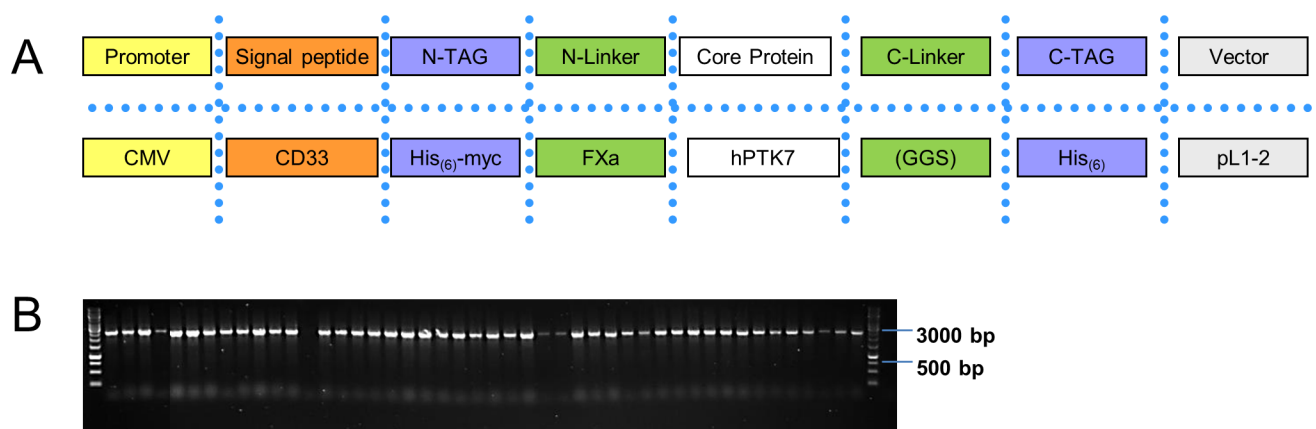 A
Promoter Signal peptide N-TAG N-Linker Core Protein C-Linker C-TAG Vector
CMV CD33 His(6)-myc FXa hPTK7 (GGS) His(6) pL1-2
B
3000 bp
500 bp